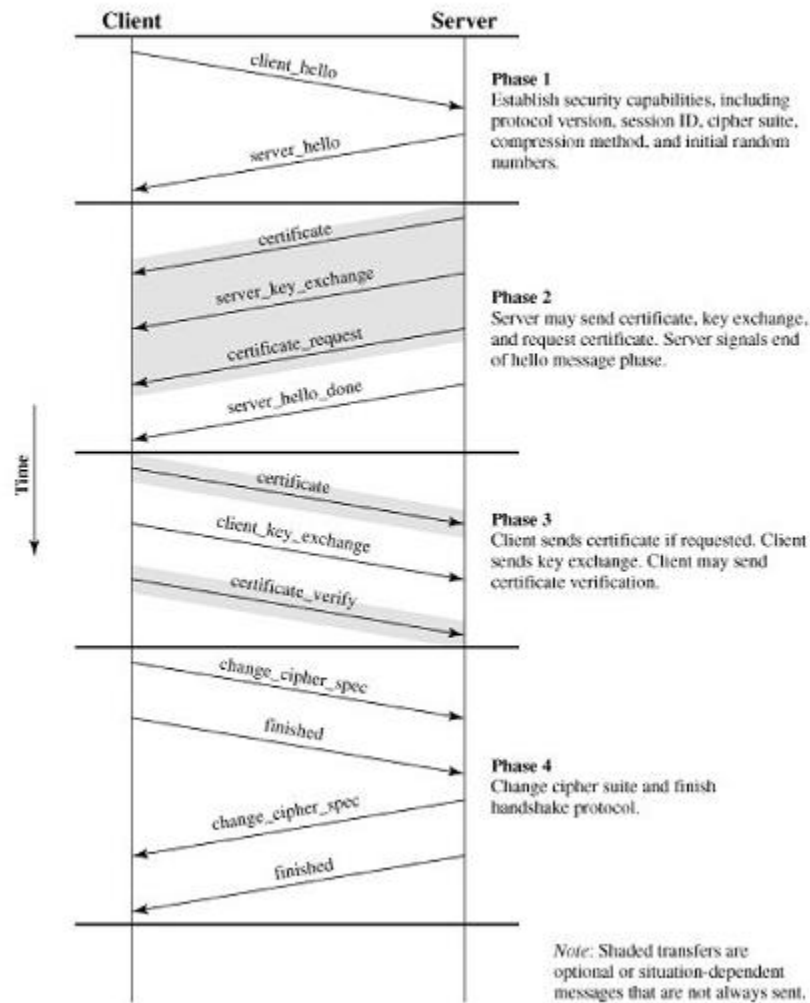 Client
Server
client_hello
Phase 1
Establish security capabilities, including
protocol version, session ID, cipher suite,
compression method, and initial random
numbers.
server_hello
certificate
server_key_exchange
certificate_request
server_hello_done
Phase 2
Server may send certificate, key exchange,
and request certificate. Server signals end
of hello message phase.
Time
certificate
client_key_exchange
certificate_verify
Phase 3
Client sends certificate if requested. Client
sends key exchange. Client may send
certificate verification.
change_cipher_spec
finished
change_cipher_spec
finished
Phase 4
Change cipher suite and finish
handshake protocol.
Note: Shaded transfers are
optional or situation-dependent
messages that are not always sent.